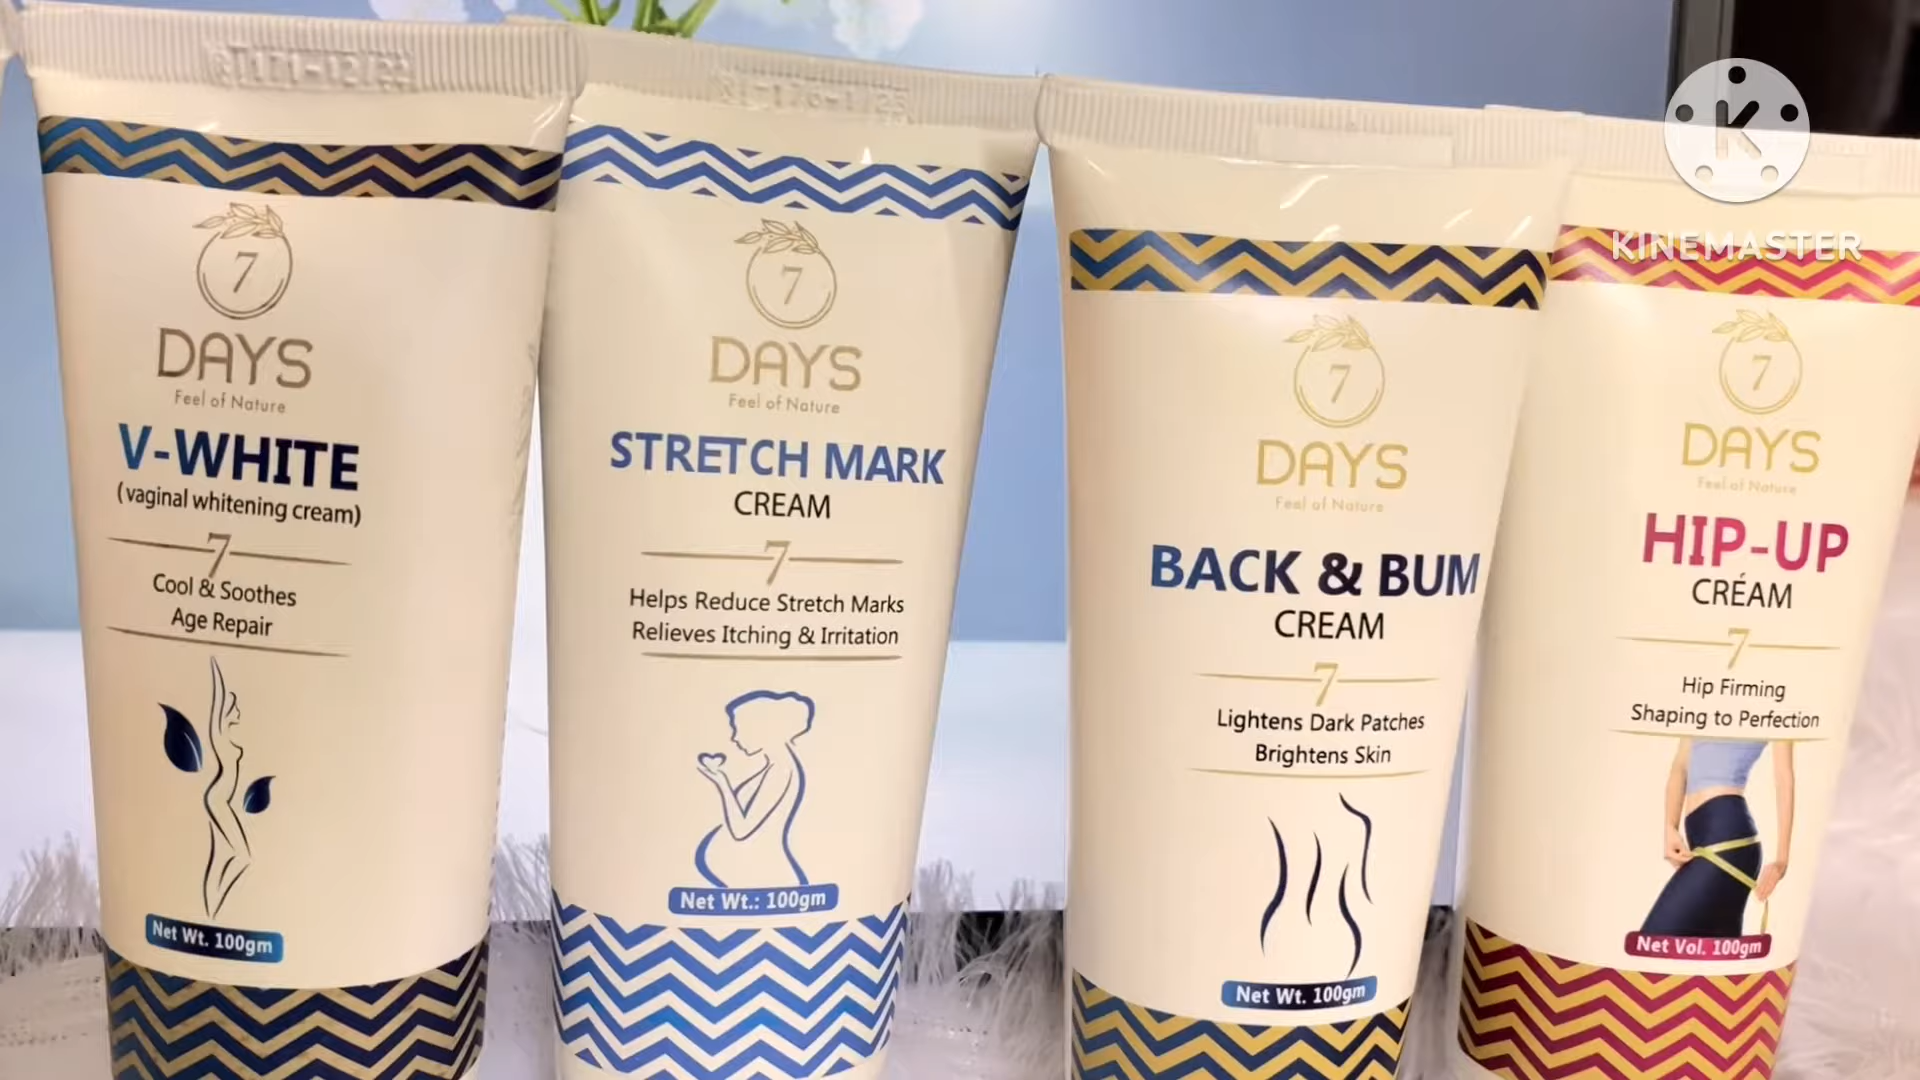 7
DAYS
Feel of Nature
V-WHITE
(vaginal whitening cream)
7
Cool & Soothes
Age Repair
Net Wt. 100gm
7
DAYS
Feel of Nature
STRETCH MARK
CREAM
7
Helps Reduce Stretch Marks
Relieves Itching & Irritation
Net Wt.: 100gm
7
DAYS
Feel of Nature
BACK & BUM
CREAM
7
Lightens Dark Patches
Brightens Skin
Net Wt. 100gm
K
KINEMASTER
7
DAYS
Feel of Nature
HIP-UP
CRÉAM
7
Hip Firming
Shaping to Perfection
Net Vol. 100gm